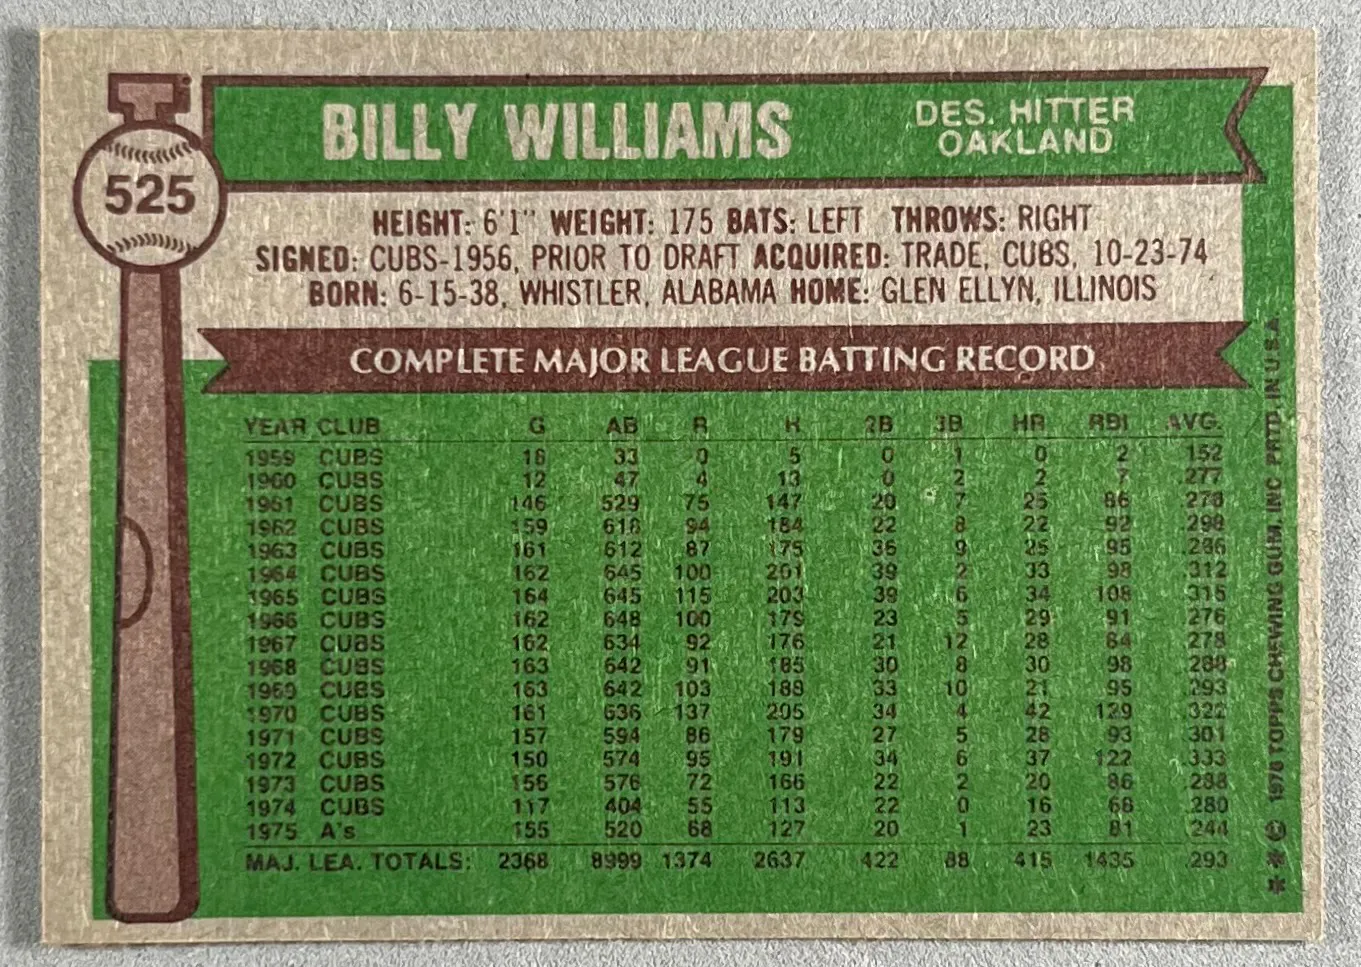 T
525
BILLY WILLIAMS
DES. HITTER
OAKLAND
HEIGHT: 6'1" WEIGHT: 175 BATS: LEFT THROWS: RIGHT
SIGNED: CUBS-1956, PRIOR TO DRAFT ACQUIRED: TRADE, CUBS, 10-23-74
BORN: 6-15-38, WHISTLER, ALABAMA HOME: GLEN ELLYN, ILLINOIS
COMPLETE MAJOR LEAGUE BATTING RECORD
YEAR CLUB G AB R H 2B 3B HR RBI AVG.
1959 CUBS 18 33 0 5 0 1 0 2 .152
1960 CUBS 12 47 4 13 0 2 2 7 .277
1961 CUBS 146 529 75 147 20 7 25 86 .278
1962 CUBS 159 618 94 184 22 8 22 92 .298
1963 CUBS 161 612 87 175 36 9 25 95 .286
1964 CUBS 162 645 100 201 39 2 33 98 .312
1965 CUBS 164 645 115 203 39 6 34 108 .315
1966 CUBS 162 648 100 179 23 5 29 91 .276
1967 CUBS 162 634 92 176 21 12 28 84 .278
1968 CUBS 163 642 91 185 30 8 30 98 .288
1969 CUBS 163 642 103 188 33 10 21 95 .293
1970 CUBS 161 636 137 205 34 4 42 129 .322
1971 CUBS 157 594 86 179 27 5 28 93 .301
1972 CUBS 150 574 95 191 34 6 37 122 .333
1973 CUBS 156 576 72 166 22 2 20 86 .288
1974 CUBS 117 404 55 113 22 0 16 68 .280
1975 A's 155 520 68 127 20 1 23 81 .244
MAJ. LEA. TOTALS: 2368 8999 1374 2637 422 88 415 1435 .293
** © 1976 TOPPS CHEWING GUM, INC PRTD. IN U.S.A.